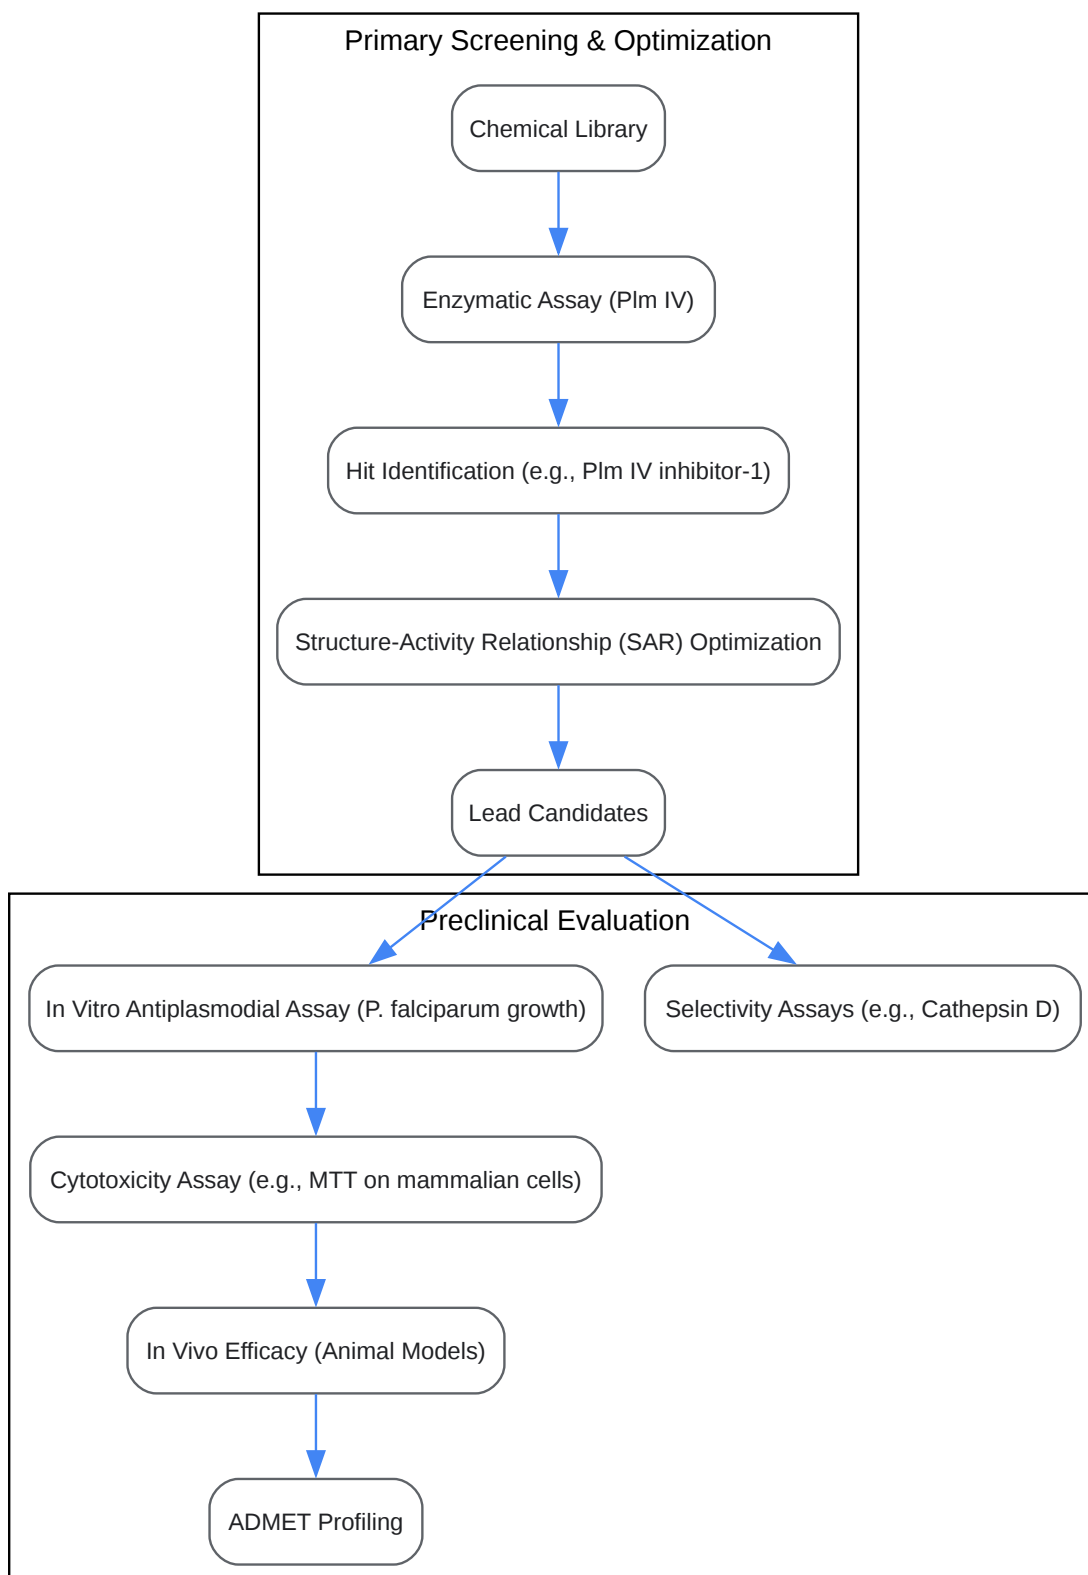 Primary Screening & Optimization
Chemical Library
Enzymatic Assay (Plm IV)
Hit Identification (e.g., Plm IV inhibitor-1)
Structure-Activity Relationship (SAR) Optimization
Lead Candidates
Preclinical Evaluation
In Vitro Antiplasmodial Assay (P. falciparum growth)
Selectivity Assays (e.g., Cathepsin D)
Cytotoxicity Assay (e.g., MTT on mammalian cells)
In Vivo Efficacy (Animal Models)
ADMET Profiling